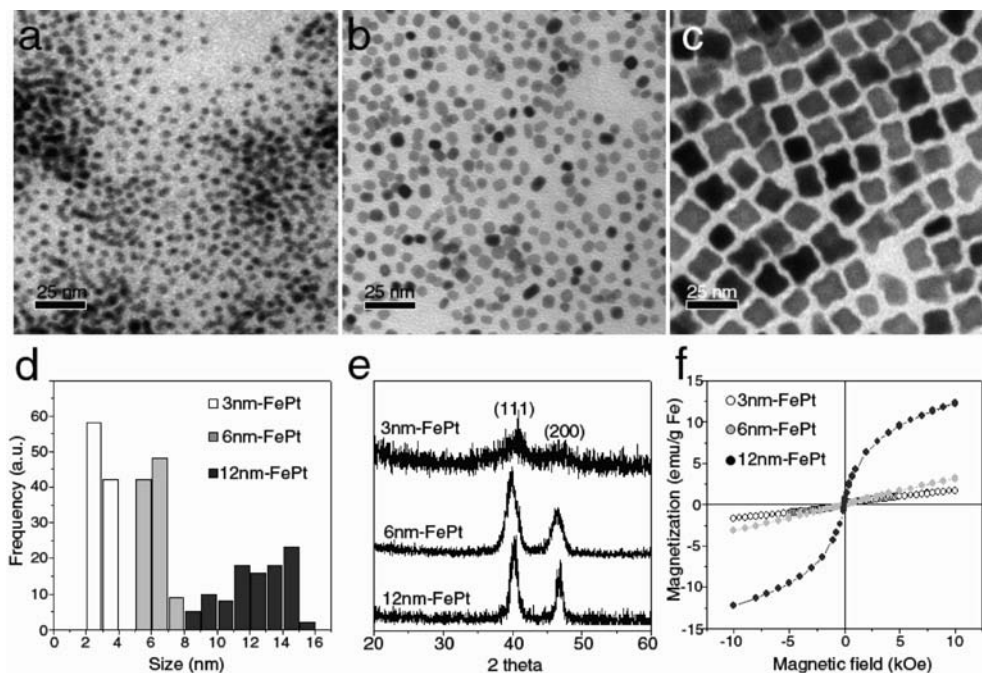 a
25 nm
b
25 nm
c
25 nm
d
3nm-FePt
6nm-FePt
12nm-FePt
60
50
40
30
20
10
0
Frequency (a.u.)
0 2 4 6 8 10 12 14 16
Size (nm)
e
(111)
(200)
3nm-FePt
6nm-FePt
12nm-FePt
20 30 40 50 60
2 theta
f
3nm-FePt
6nm-FePt
12nm-FePt
15
10
5
0
-5
-10
-15
Magnetization (emu/g Fe)
-10 -5 0 5 10
Magnetic field (kOe)